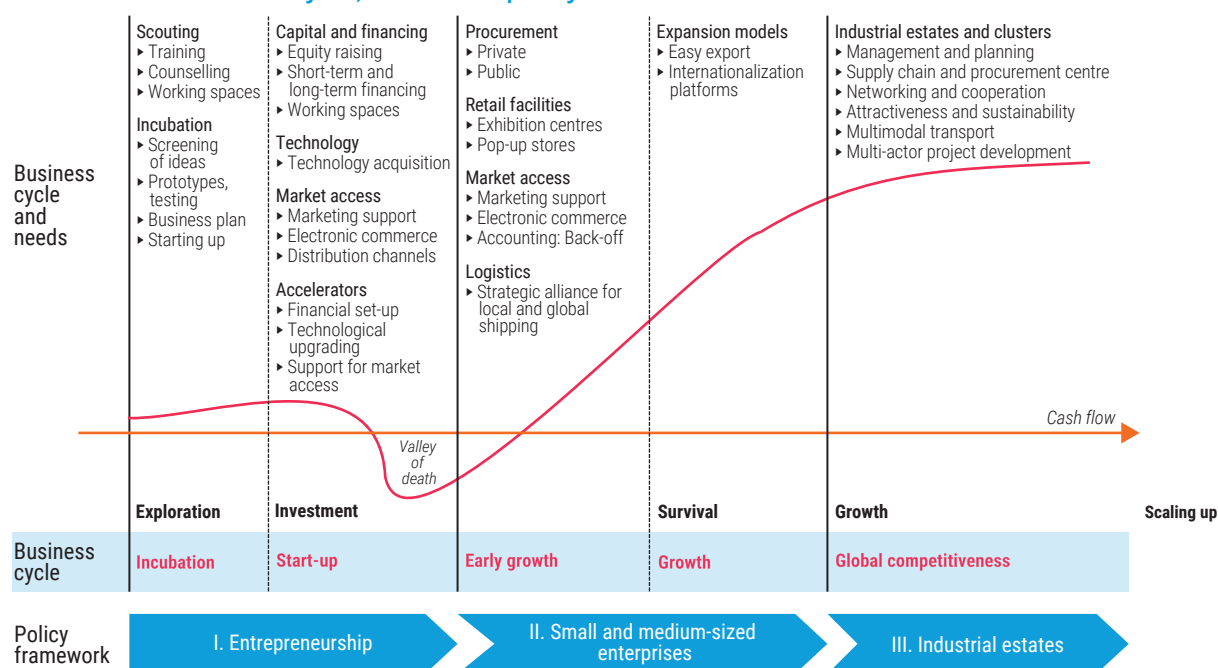 Business
cycle
and
needs
Scouting
▸ Training
▸ Counselling
▸ Working spaces
Incubation
▸ Screening
of ideas
▸ Prototypes,
testing
▸ Business plan
▸ Starting up
Capital and financing
▸ Equity raising
▸ Short-term and
long-term financing
▸ Working spaces
Technology
▸ Technology acquisition
Market access
▸ Marketing support
▸ Electronic commerce
▸ Distribution channels
Accelerators
▸ Financial set-up
▸ Technological
upgrading
▸ Support for market
access
Procurement
▸ Private
▸ Public
Retail facilities
▸ Exhibition centres
▸ Pop-up stores
Market access
▸ Marketing support
▸ Electronic commerce
▸ Accounting: Back-off
Logistics
▸ Strategic alliance for
local and global
shipping
Expansion models
▸ Easy export
▸ Internationalization
platforms
Industrial estates and clusters
▸ Management and planning
▸ Supply chain and procurement centre
▸ Networking and cooperation
▸ Attractiveness and sustainability
▸ Multimodal transport
▸ Multi-actor project development
Cash flow
Valley
of
death
Exploration
Investment
Survival
Growth
Scaling up
Business
cycle
Incubation
Start-up
Early growth
Growth
Global competitiveness
Policy
framework
I. Entrepreneurship
II. Small and medium-sized
enterprises
III. Industrial estates